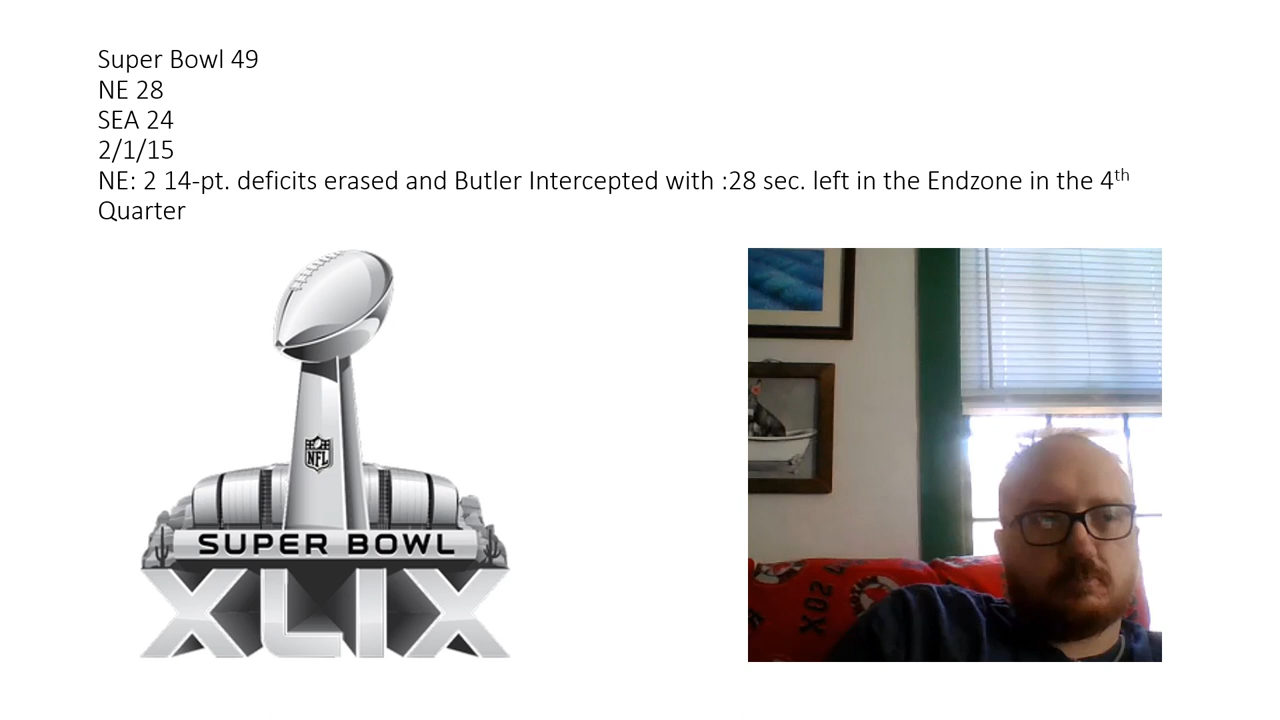 Super Bowl 49
NE 28
SEA 24
2/1/15
NE: 2 14-pt. deficits erased and Butler Intercepted with :28 sec. left in the Endzone in the 4th
Quarter
NFL
SUPER BOWL
XLIX
SOX